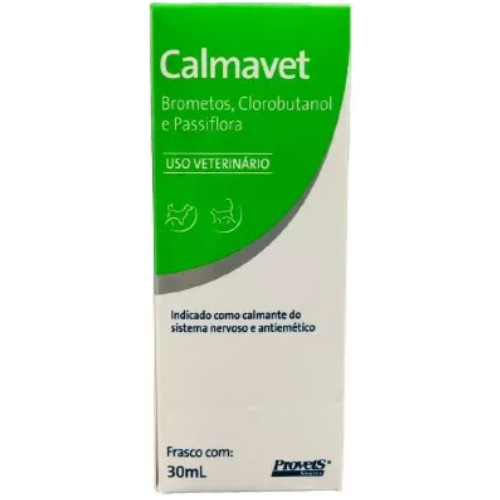 Calmavet
Brometos, Clorobutanol
e Passiflora
USO VETERINÁRIO
Indicado como calmante do
sistema nervoso e antiemético
Frasco com:
30mL
Provets®